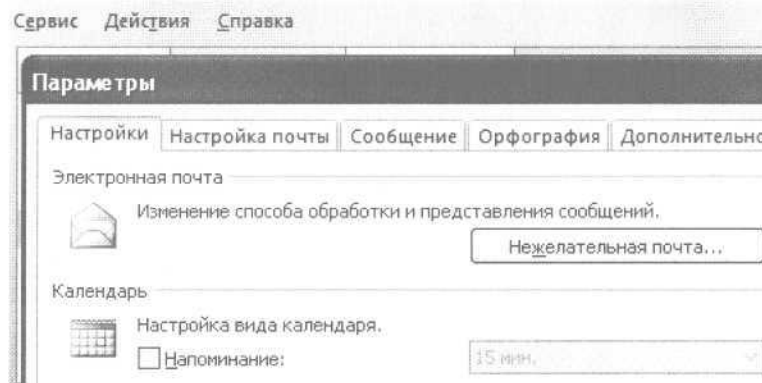 Сервис Действия Справка
Параметры
Настройки Настройка почты Сообщение Орфография Дополнительно
Электронная почта
Изменение способа обработки и представления сообщений.
Нежелательная почта...
Календарь
Настройка вида календаря.
Напоминание:
15 мин.